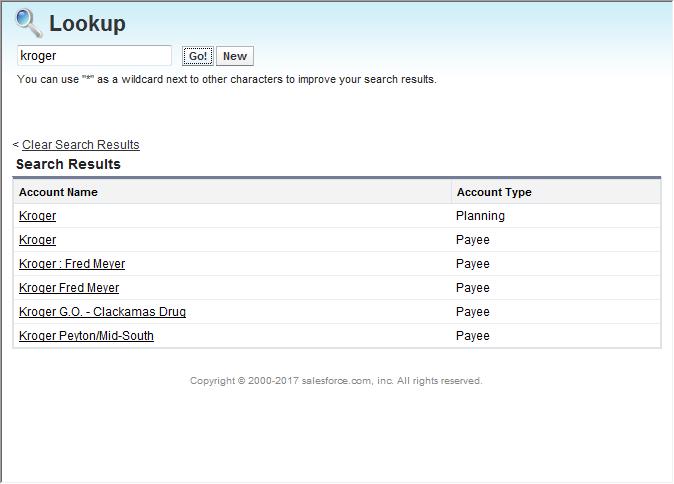 Lookup
kroger Go! New
You can use "*" as a wildcard next to other characters to improve your search results.
< Clear Search Results
Search Results
Account Name Account Type
Kroger Planning
Kroger Payee
Kroger : Fred Meyer Payee
Kroger Fred Meyer Payee
Kroger G.O. - Clackamas Drug Payee
Kroger Peyton/Mid-South Payee
Copyright © 2000-2017 salesforce.com, inc. All rights reserved.